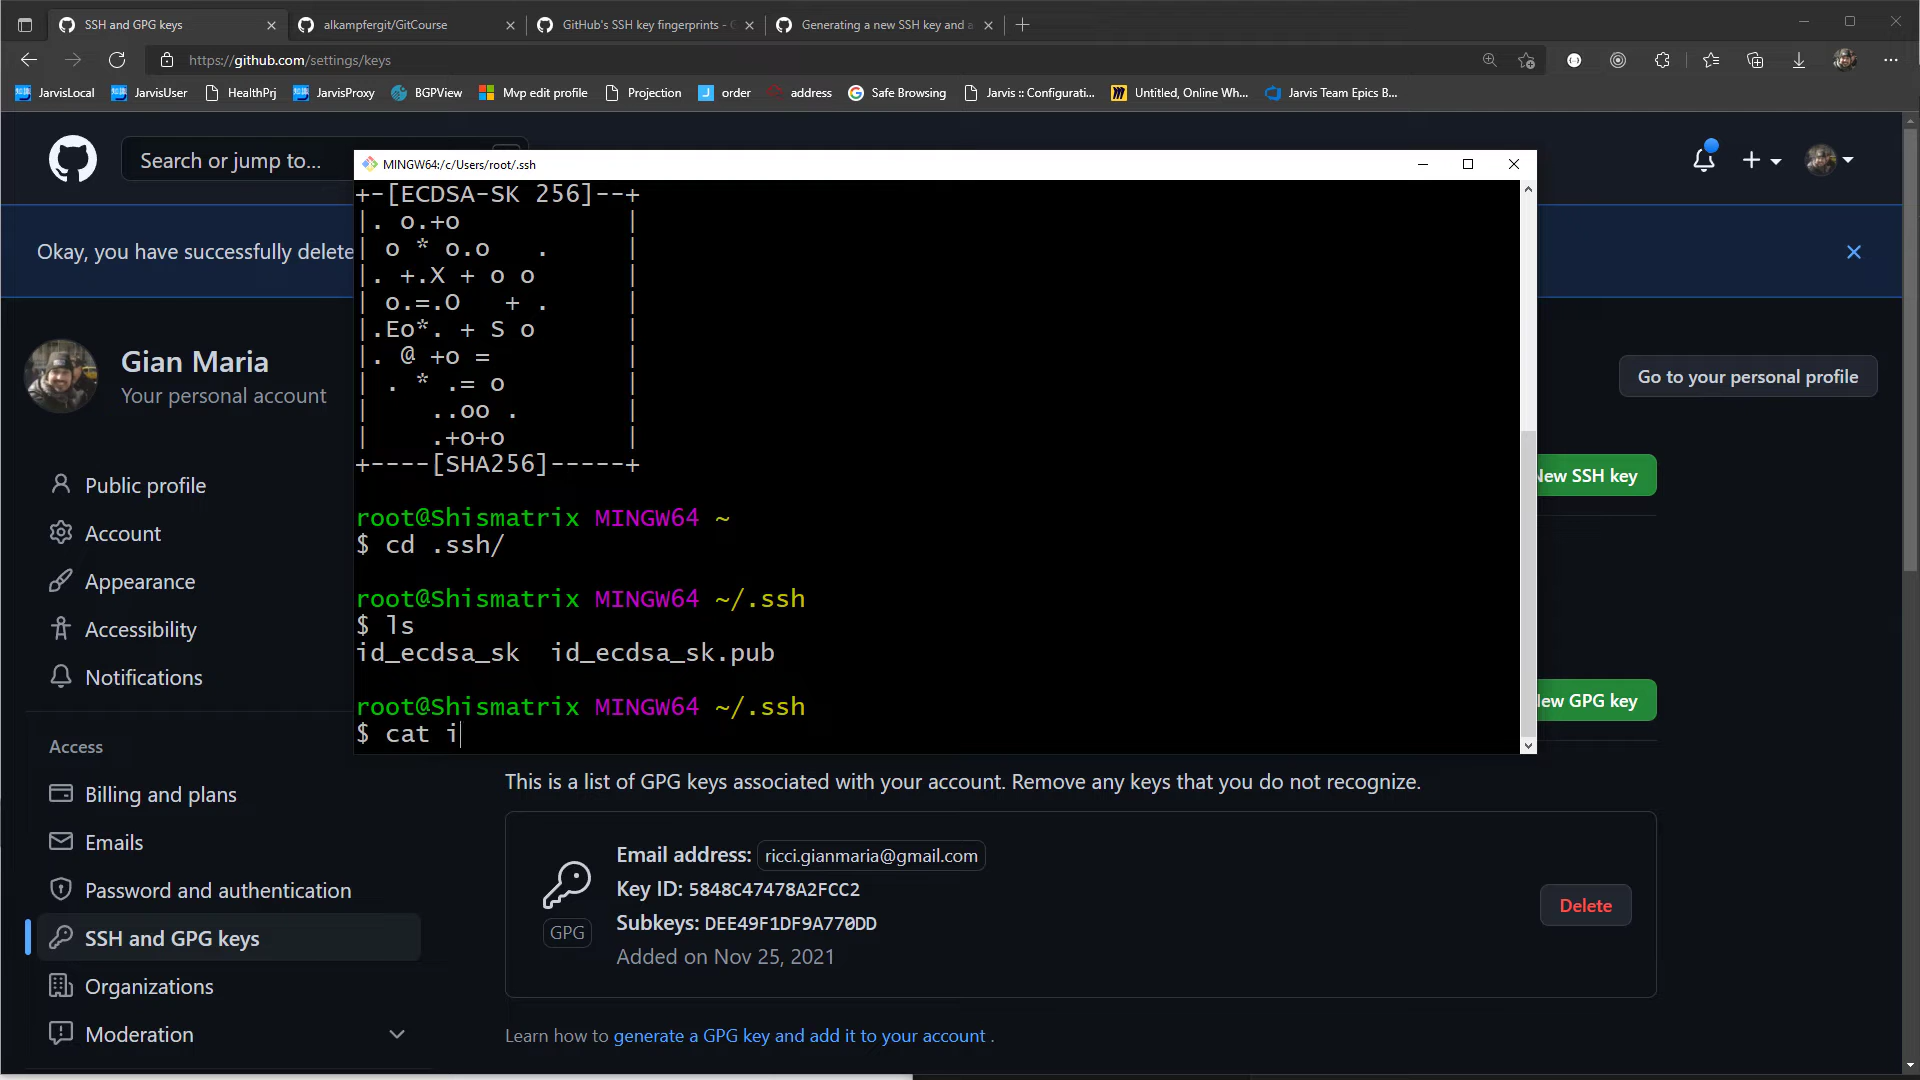 SSH and GPG keys
alkampfergit/GitCourse
GitHub's SSH key fingerprints -
Generating a new SSH key and a
https://github.com/settings/keys
JarvisLocal
JarvisUser
HealthPrj
JarvisProxy
BGPView
Mvp edit profile
Projection
order
address
Safe Browsing
Jarvis :: Configurati...
Untitled, Online Wh...
Jarvis Team Epics B...
Search or jump to...
MINGW64:/c/Users/root/.ssh
+-[ECDSA-SK 256]--+
|. o.+o           |
| o * o.o   .     |
|. +.X + o o      |
| o.=.O   + .     |
|.Eo*. + S o      |
|. @ +o =         |
| . * .= o        |
|    ..oo .       |
|    .+o+o        |
+----[SHA256]-----+
root@Shismatrix MINGW64 ~
$ cd .ssh/
root@Shismatrix MINGW64 ~/.ssh
$ ls
id_ecdsa_sk  id_ecdsa_sk.pub
root@Shismatrix MINGW64 ~/.ssh
$ cat i
Okay, you have successfully delete
Gian Maria
Your personal account
Go to your personal profile
Public profile
Account
Appearance
Accessibility
Notifications
Access
Billing and plans
Emails
Password and authentication
SSH and GPG keys
Organizations
Moderation
New SSH key
New GPG key
This is a list of GPG keys associated with your account. Remove any keys that you do not recognize.
Email address: ricci.gianmaria@gmail.com
Key ID: 5848C47478A2FCC2
Subkeys: DEE49F1DF9A770DD
GPG
Added on Nov 25, 2021
Delete
Learn how to generate a GPG key and add it to your account .